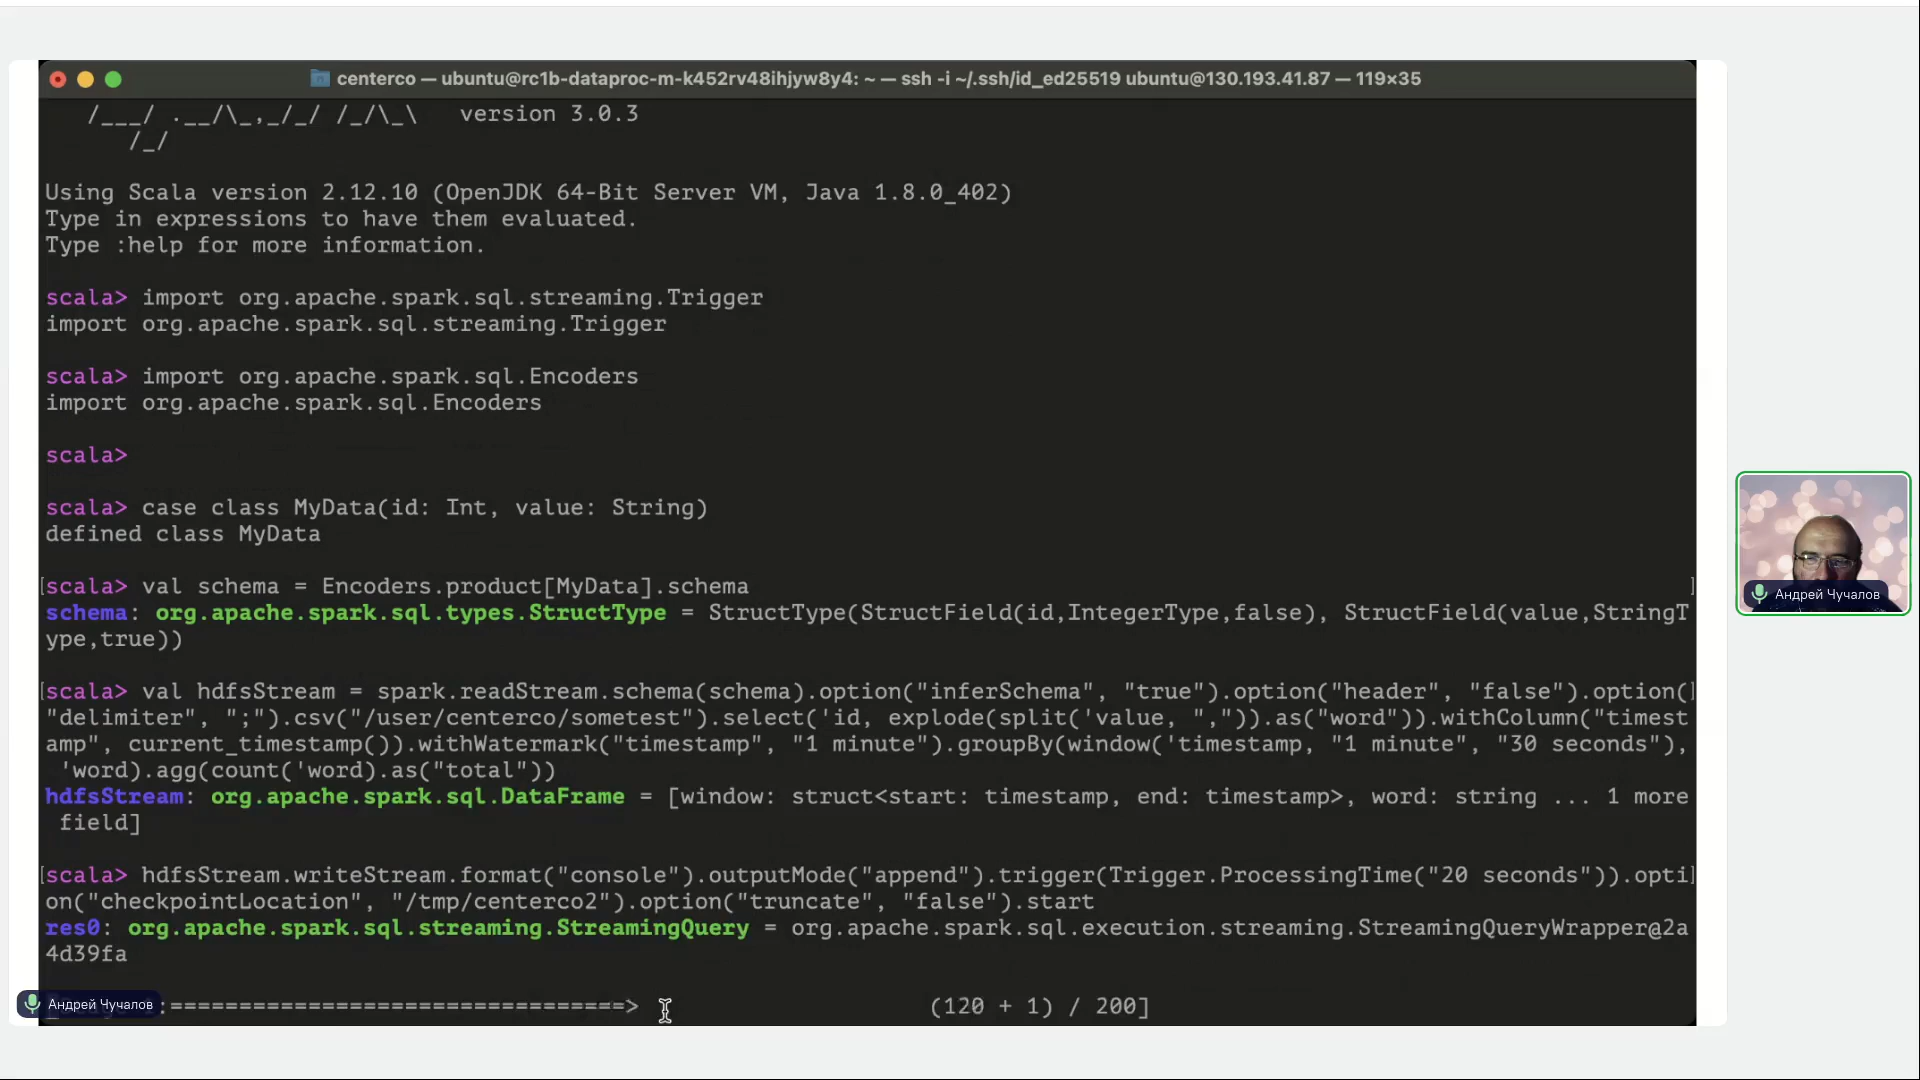 centerco — ubuntu@rc1b-dataproc-m-k452rv48ihjyw8y4: ~ — ssh -i ~/.ssh/id_ed25519 ubuntu@130.193.41.87 — 119×35
/___/ .__/\_,_/_/ /_/\_\   version 3.0.3
/_/
Using Scala version 2.12.10 (OpenJDK 64-Bit Server VM, Java 1.8.0_402)
Type in expressions to have them evaluated.
Type :help for more information.
scala> import org.apache.spark.sql.streaming.Trigger
import org.apache.spark.sql.streaming.Trigger
scala> import org.apache.spark.sql.Encoders
import org.apache.spark.sql.Encoders
scala>
scala> case class MyData(id: Int, value: String)
defined class MyData
[scala> val schema = Encoders.product[MyData].schema ]
schema: org.apache.spark.sql.types.StructType = StructType(StructField(id,IntegerType,false), StructField(value,StringT
ype,true))
[scala> val hdfsStream = spark.readStream.schema(schema).option("inferSchema", "true").option("header", "false").option(]
"delimiter", ";").csv("/user/centerco/sometest").select('id, explode(split('value, ",")).as("word")).withColumn("timest
amp", current_timestamp()).withWatermark("timestamp", "1 minute").groupBy(window('timestamp, "1 minute", "30 seconds"),
'word).agg(count('word).as("total"))
hdfsStream: org.apache.spark.sql.DataFrame = [window: struct<start: timestamp, end: timestamp>, word: string ... 1 more
field]
[scala> hdfsStream.writeStream.format("console").outputMode("append").trigger(Trigger.ProcessingTime("20 seconds")).opti]
on("checkpointLocation", "/tmp/centerco2").option("truncate", "false").start
res0: org.apache.spark.sql.streaming.StreamingQuery = org.apache.spark.sql.execution.streaming.StreamingQueryWrapper@2a
4d39fa
:=================================> (120 + 1) / 200]
Андрей Чучалов
Андрей Чучалов